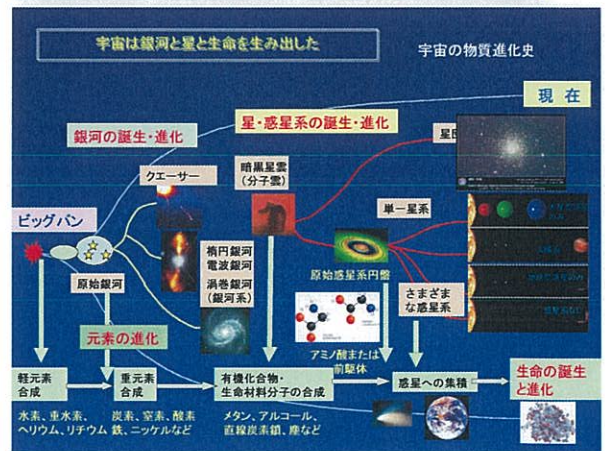 宇宙は銀河と星と生命を生み出した
宇宙の物質進化史
現 在
銀河の誕生・進化
星・惑星系の誕生・進化
クエーサー
暗黒星雲
(分子雲)
単一星系
ビッグバン
楕円銀河
電波銀河
渦巻銀河
(銀河系)
原始惑星系円盤
原始銀河
さまざま
な惑星系
元素の進化
アミノ酸または
前駆体
軽元素
合成
重元素
合成
有機化合物・
生命材料分子の合成
惑星への集積
生命の誕生
と進化
水素、重水素、
ヘリウム、リチウム
炭素、窒素、酸素
鉄、ニッケルなど
メタン、アルコール、
直線炭素鎖、塵など